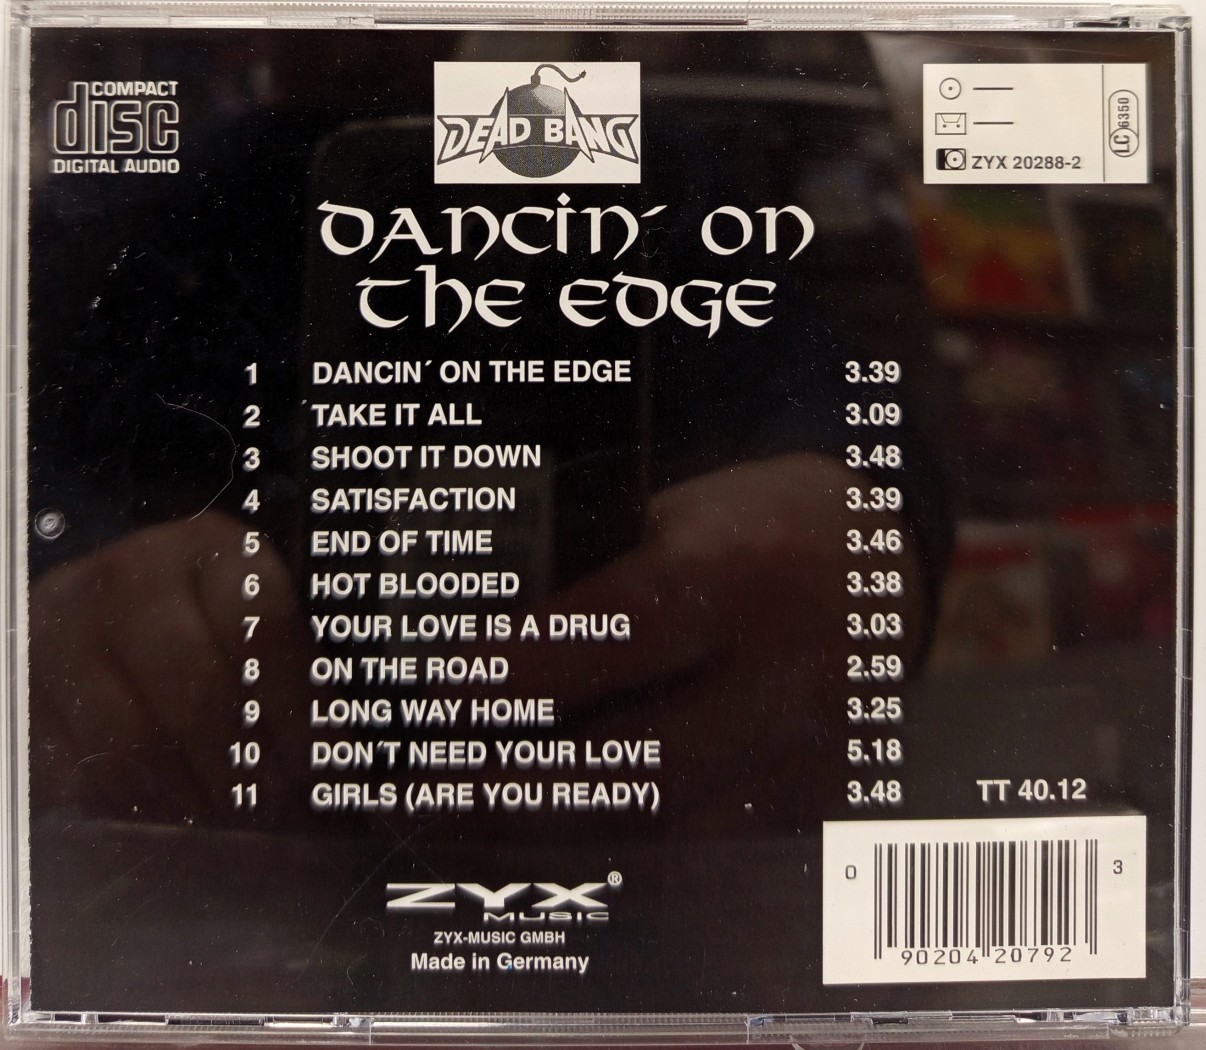 COMPACT
disc
DIGITAL AUDIO
DEAD BANG
ZYX 20288-2
LC 6350
DANCIN´ ON
THE EDGE
1 DANCIN´ ON THE EDGE 3.39
2 TAKE IT ALL 3.09
3 SHOOT IT DOWN 3.48
4 SATISFACTION 3.39
5 END OF TIME 3.46
6 HOT BLOODED 3.38
7 YOUR LOVE IS A DRUG 3.03
8 ON THE ROAD 2.59
9 LONG WAY HOME 3.25
10 DON´T NEED YOUR LOVE 5.18
11 GIRLS (ARE YOU READY) 3.48 TT 40.12
ZYX®
MUSIC
ZYX-MUSIC GMBH
Made in Germany
0 90204 20792 3